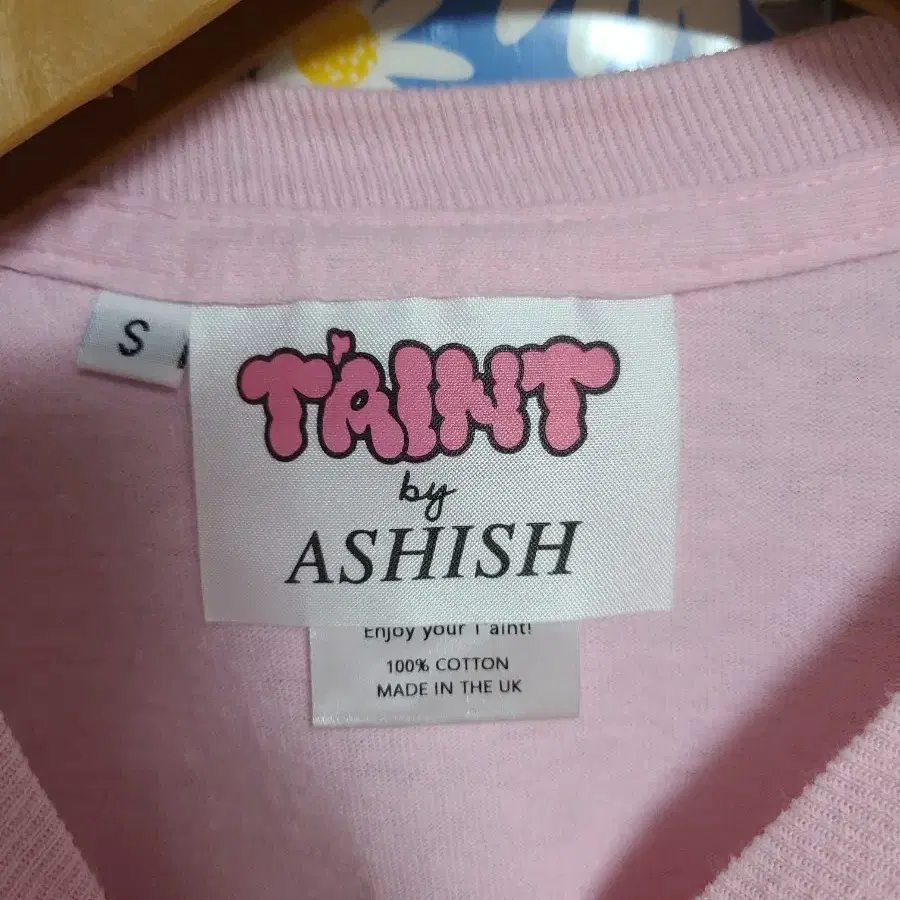 S
T'AINT
by
ASHISH
Enjoy your T'aint!
100% COTTON
MADE IN THE UK